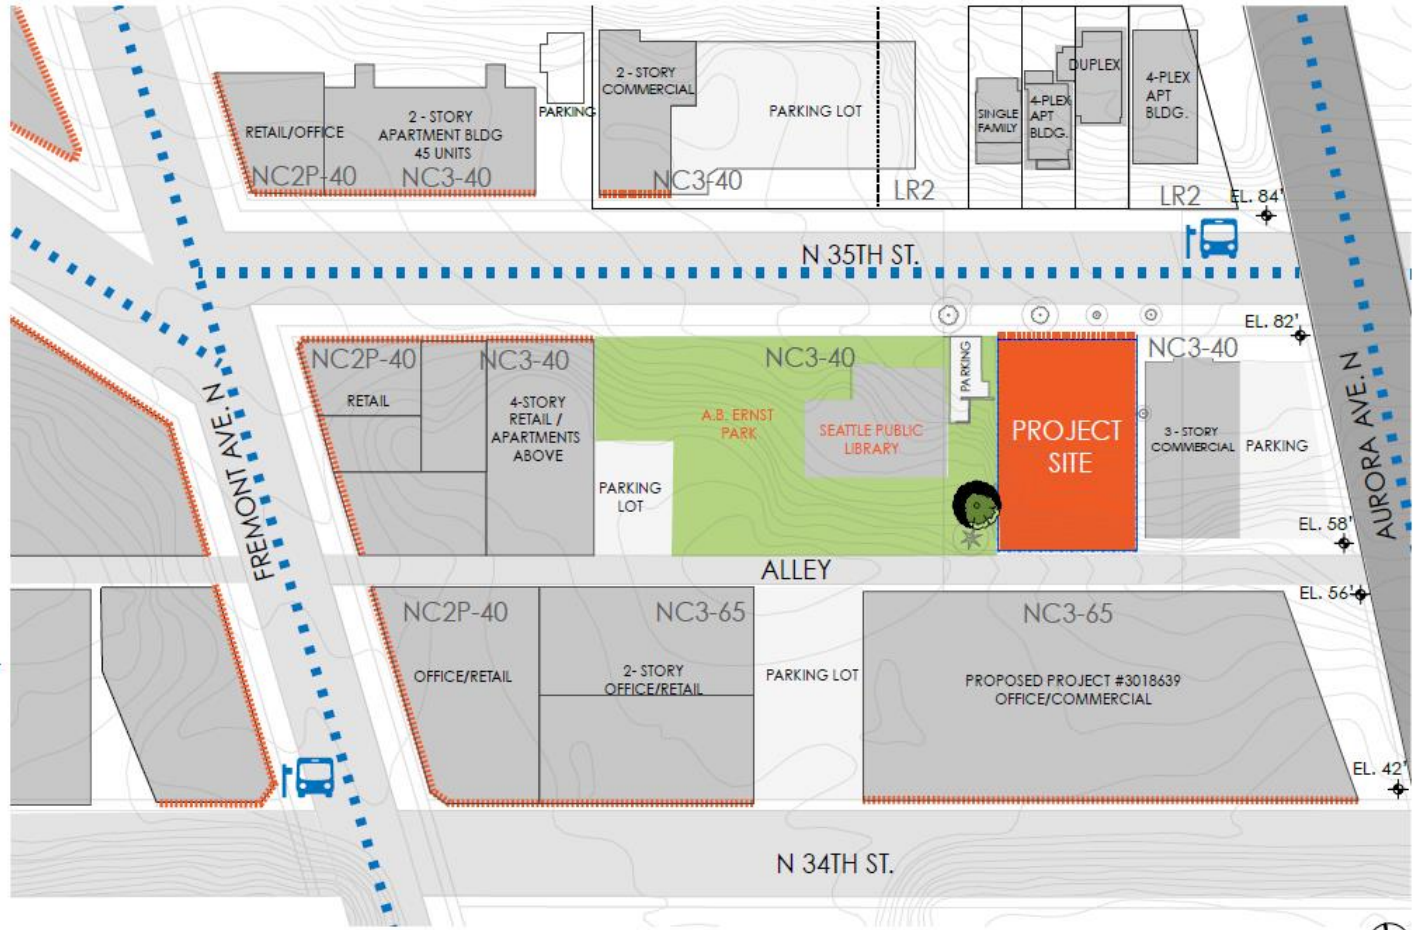 2 - STORY
COMMERCIAL
PARKING
RETAIL/OFFICE
2 - STORY
APARTMENT BLDG
45 UNITS
PARKING LOT
SINGLE
FAMILY
4-PLEX
APT
BLDG.
DUPLEX
4-PLEX
APT
BLDG.
NC2P-40
NC3-40
NC3-40
LR2
LR2
EL. 84'
N 35TH ST.
EL. 82'
NC2P-40
NC3-40
NC3-40
NC3-40
RETAIL
4-STORY
RETAIL /
APARTMENTS
ABOVE
PARKING
LOT
A.B. ERNST
PARK
SEATTLE PUBLIC
LIBRARY
PARKING
PROJECT
SITE
3 - STORY
COMMERCIAL
PARKING
FREMONT AVE. N
AURORA AVE. N
EL. 58'
ALLEY
EL. 56'
NC2P-40
NC3-65
NC3-65
OFFICE/RETAIL
2- STORY
OFFICE/RETAIL
PARKING LOT
PROPOSED PROJECT #3018639
OFFICE/COMMERCIAL
EL. 42'
N 34TH ST.